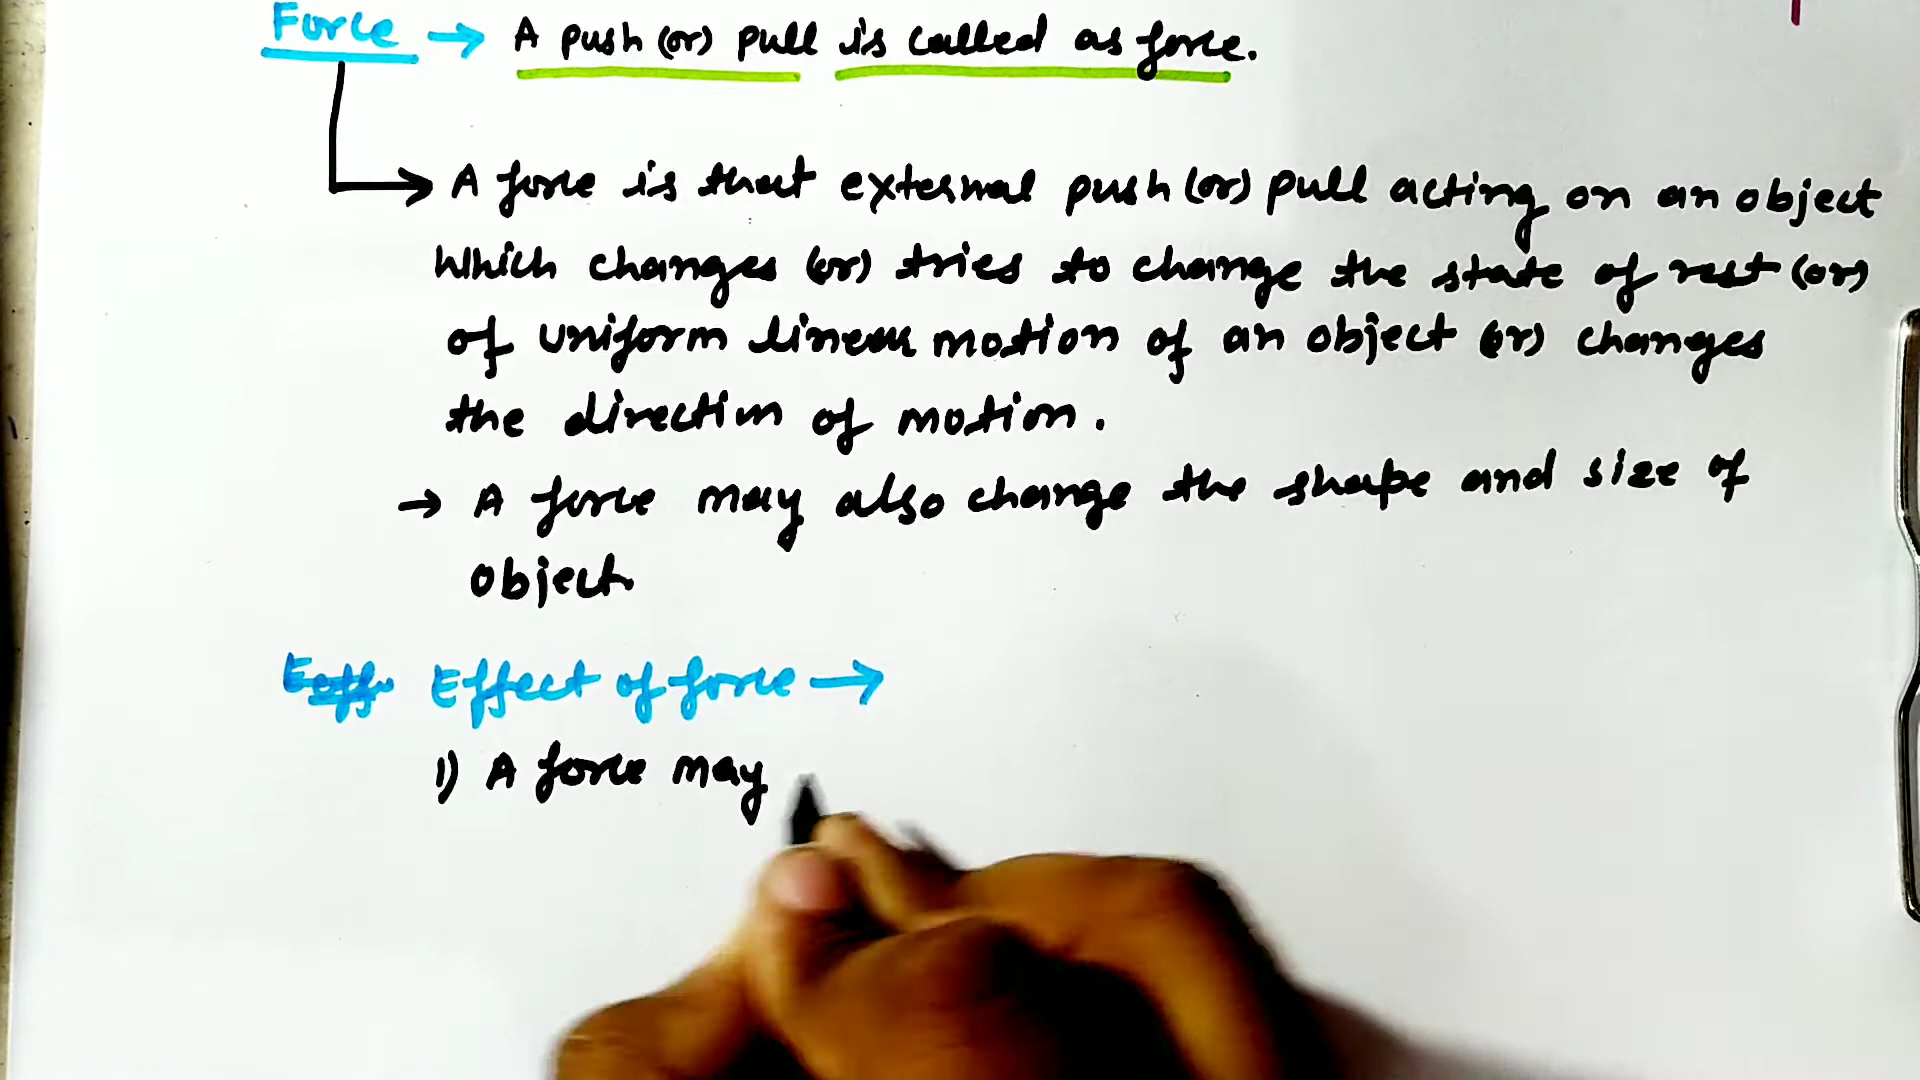 Force → A push (or) pull is called as force.
→ A force is that external push (or) pull acting on an object
which changes (or) tries to change the state of rest (or)
of uniform linear motion of an object (or) changes
the direction of motion.
→ A force may also change the shape and size of
object.
Effect of force →
1) A force may